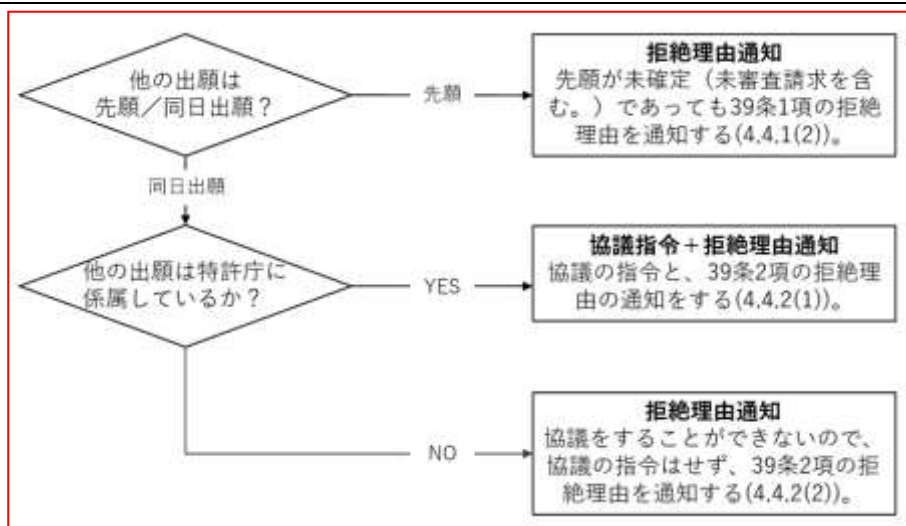 他の出願は
先願／同日出願？
先願
拒絶理由通知
先願が未確定（未審査請求を含
む。）であっても39条1項の拒絶
理由を通知する(4.4.1(2))。
同日出願
他の出願は特許庁に
係属しているか？
YES
協議指令＋拒絶理由通知
協議の指令と、39条2項の拒絶理
由の通知をする(4.4.2(1))。
NO
拒絶理由通知
協議をすることができないので、
協議の指令はせず、39条2項の拒
絶理由を通知する(4.4.2(2))。